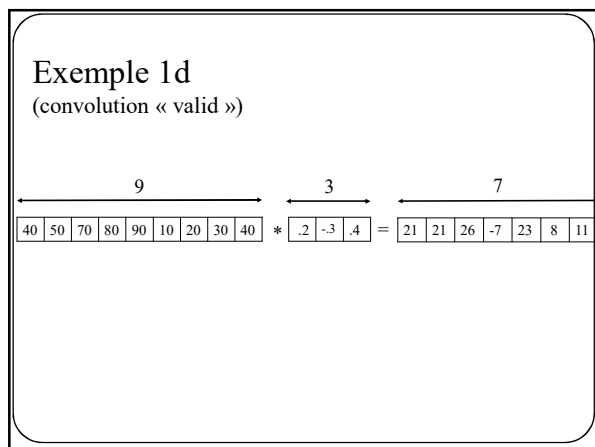 Exemple 1d
(convolution « valid »)
9 3 7
40 50 70 80 90 10 20 30 40 * .2 -.3 .4 = 21 21 26 -7 23 8 11